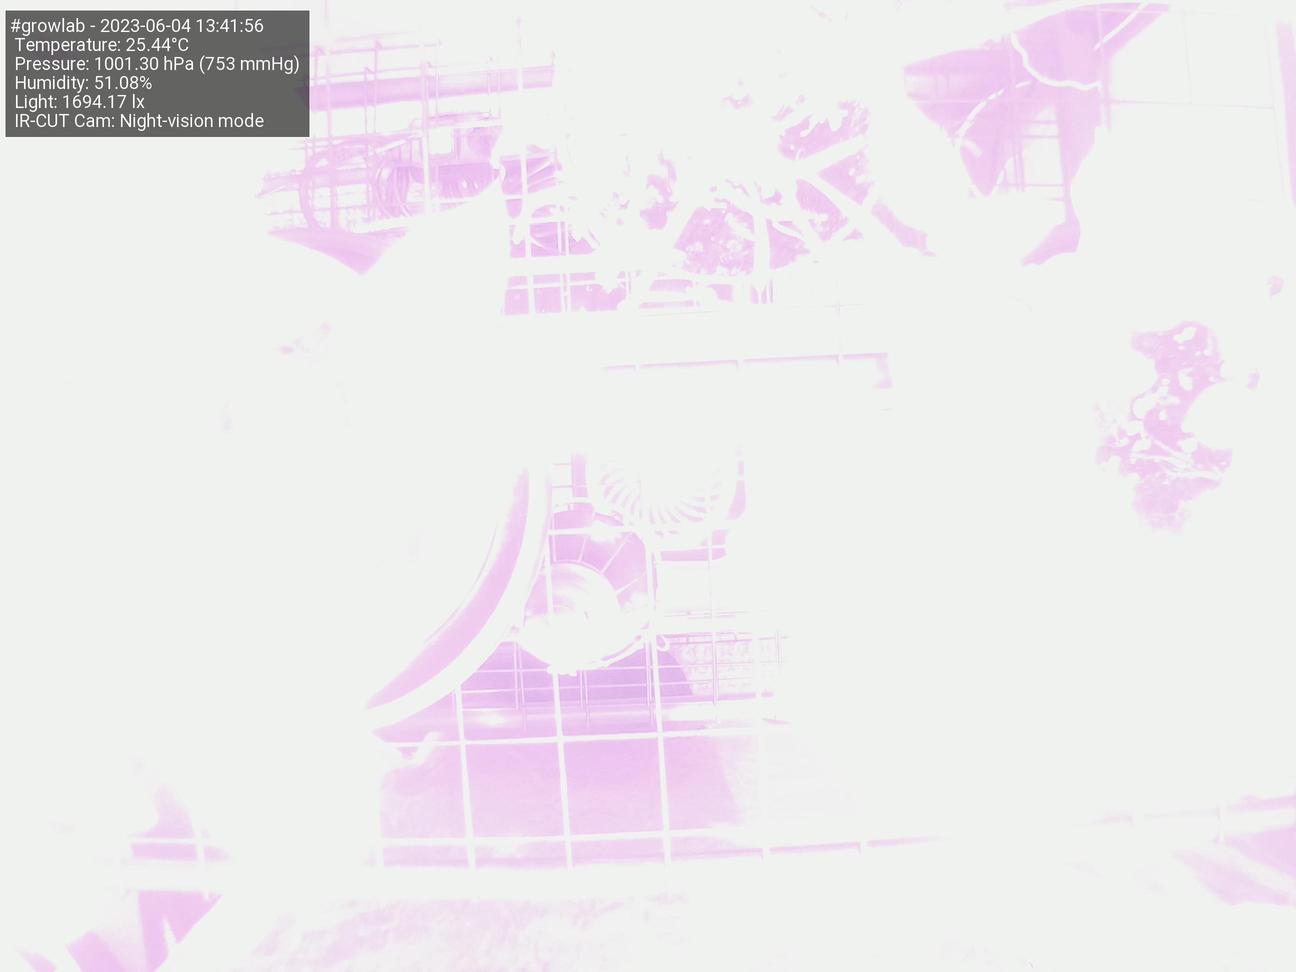 #growlab - 2023-06-04 13:41:56
Temperature: 25.44°C
Pressure: 1001.30 hPa (753 mmHg)
Humidity: 51.08%
Light: 1694.17 lx
IR-CUT Cam: Night-vision mode